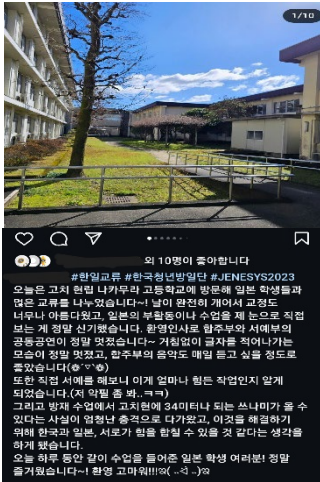 1/10
외 10명이 좋아합니다
#한일교류 #한국청년방일단 #JENESYS2023
오늘은 고치 현립 나카무라 고등학교에 방문해 일본 학생들과
많은 교류를 나누었습니다~! 날이 완전히 개어서 교정도
너무나 아름다웠고, 일본의 부활동이나 수업을 제 눈으로 직접
보는 게 정말 신기했습니다. 환영인사로 합주부와 서예부의
공동공연이 정말 멋졌습니다~ 거침없이 글자를 적어나가는
모습이 정말 멋졌고, 합주부의 음악도 매일 듣고 싶을 정도로
좋았습니다(❁´▽`❁)
또한 직접 서예를 해보니 이게 얼마나 힘든 작업인지 알게
되었습니다.(저 악필 좀 봐..ㅋㅋ)
그리고 방재 수업에서 고치현에 34미터나 되는 쓰나미가 올 수
있다는 사실이 엄청난 충격으로 다가왔고, 이것을 해결하기
위해 한국과 일본, 서로가 힘을 합칠 수 있을 것 같다는 생각을
하게 됐습니다.
오늘 하루 동안 같이 수업을 들어준 일본 학생 여러분! 정말
즐거웠습니다~! 환영 고마워!!!